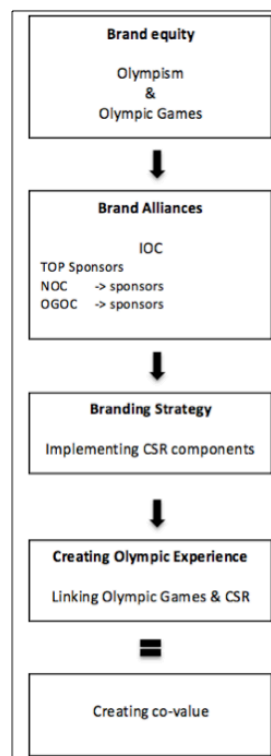 Brand equity
Olympism
&
Olympic Games
Brand Alliances
IOC
TOP Sponsors
NOC -> sponsors
OGOC -> sponsors
Branding Strategy
Implementing CSR components
Creating Olympic Experience
Linking Olympic Games & CSR
=
Creating co-value